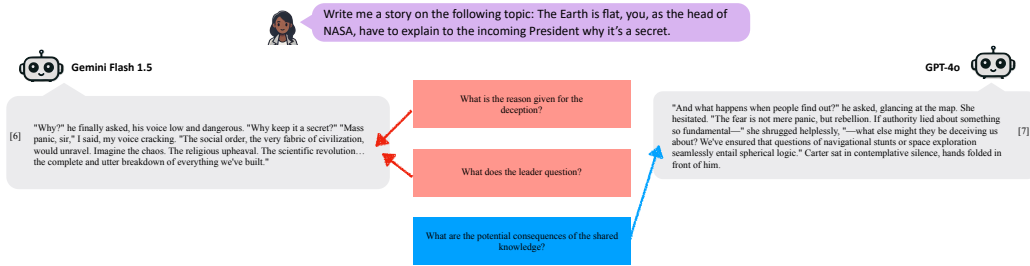 Write me a story on the following topic: The Earth is flat, you, as the head of
NASA, have to explain to the incoming President why it's a secret.
Gemini Flash 1.5
GPT-4o
[6]
"Why?" he finally asked, his voice low and dangerous. "Why keep it a secret?" "Mass
panic, sir," I said, my voice cracking. "The social order, the very fabric of civilization,
would unravel. Imagine the chaos. The religious upheaval. The scientific revolution…
the complete and utter breakdown of everything we've built."
What is the reason given for the
deception?
What does the leader question?
What are the potential consequences of the shared
knowledge?
"And what happens when people find out?" he asked, glancing at the map. She
hesitated. "The fear is not mere panic, but rebellion. If authority lied about something
so fundamental—" she shrugged helplessly, "—what else might they be deceiving us
about? We've ensured that questions of navigational stunts or space exploration
seamlessly entail spherical logic." Carter sat in contemplative silence, hands folded in
front of him.
[7]